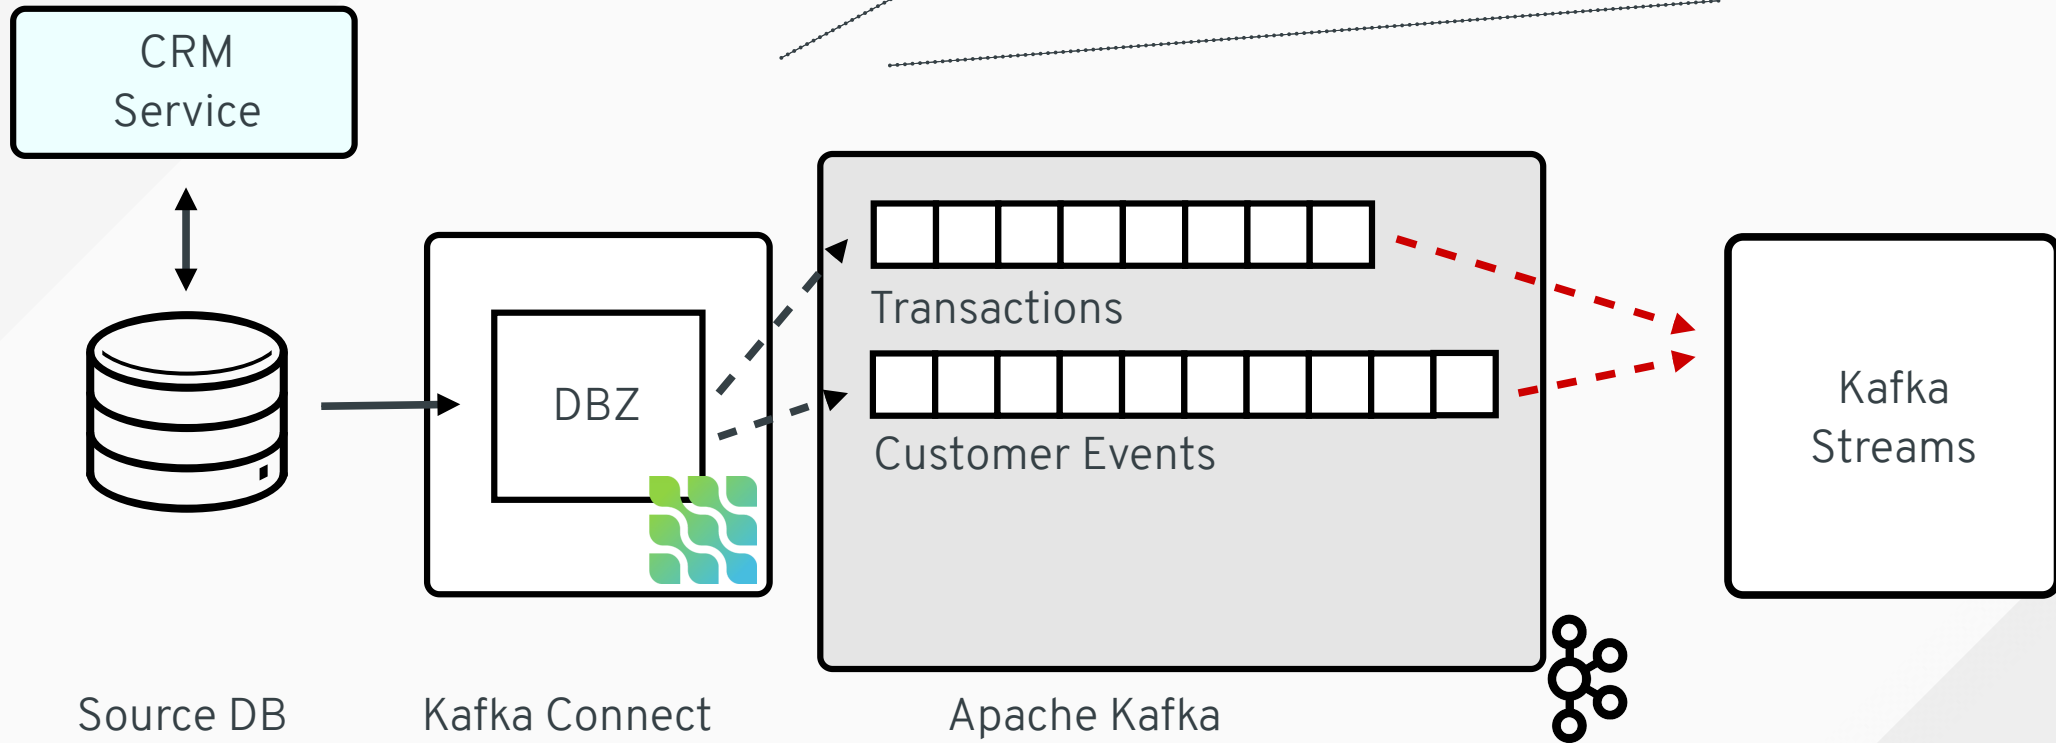 CRM
Service
Transactions
DBZ
Customer Events
Kafka
Streams
Source DB
Kafka Connect
Apache Kafka